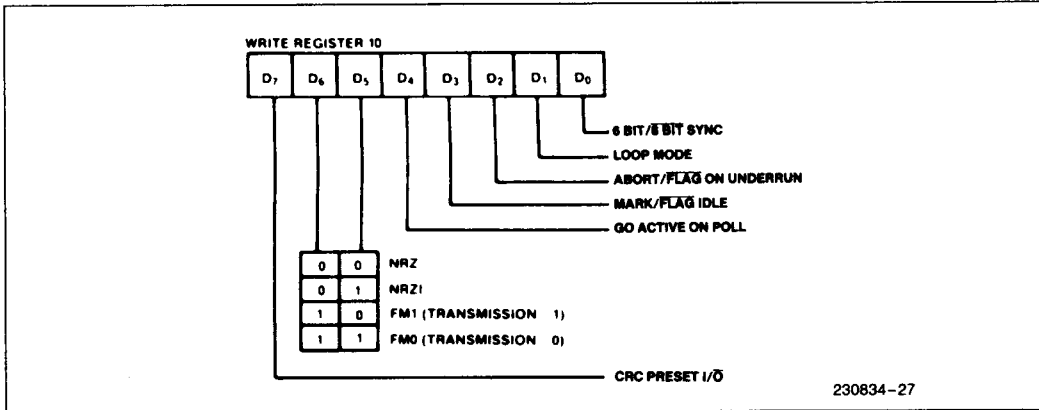 WRITE REGISTER 10
D7 D6 D5 D4 D3 D2 D1 D0
6 BIT/8 BIT SYNC
LOOP MODE
ABORT/FLAG ON UNDERRUN
MARK/FLAG IDLE
GO ACTIVE ON POLL
0 0 NRZ
0 1 NRZI
1 0 FM1 (TRANSMISSION 1)
1 1 FM0 (TRANSMISSION 0)
CRC PRESET I/O
230834-27